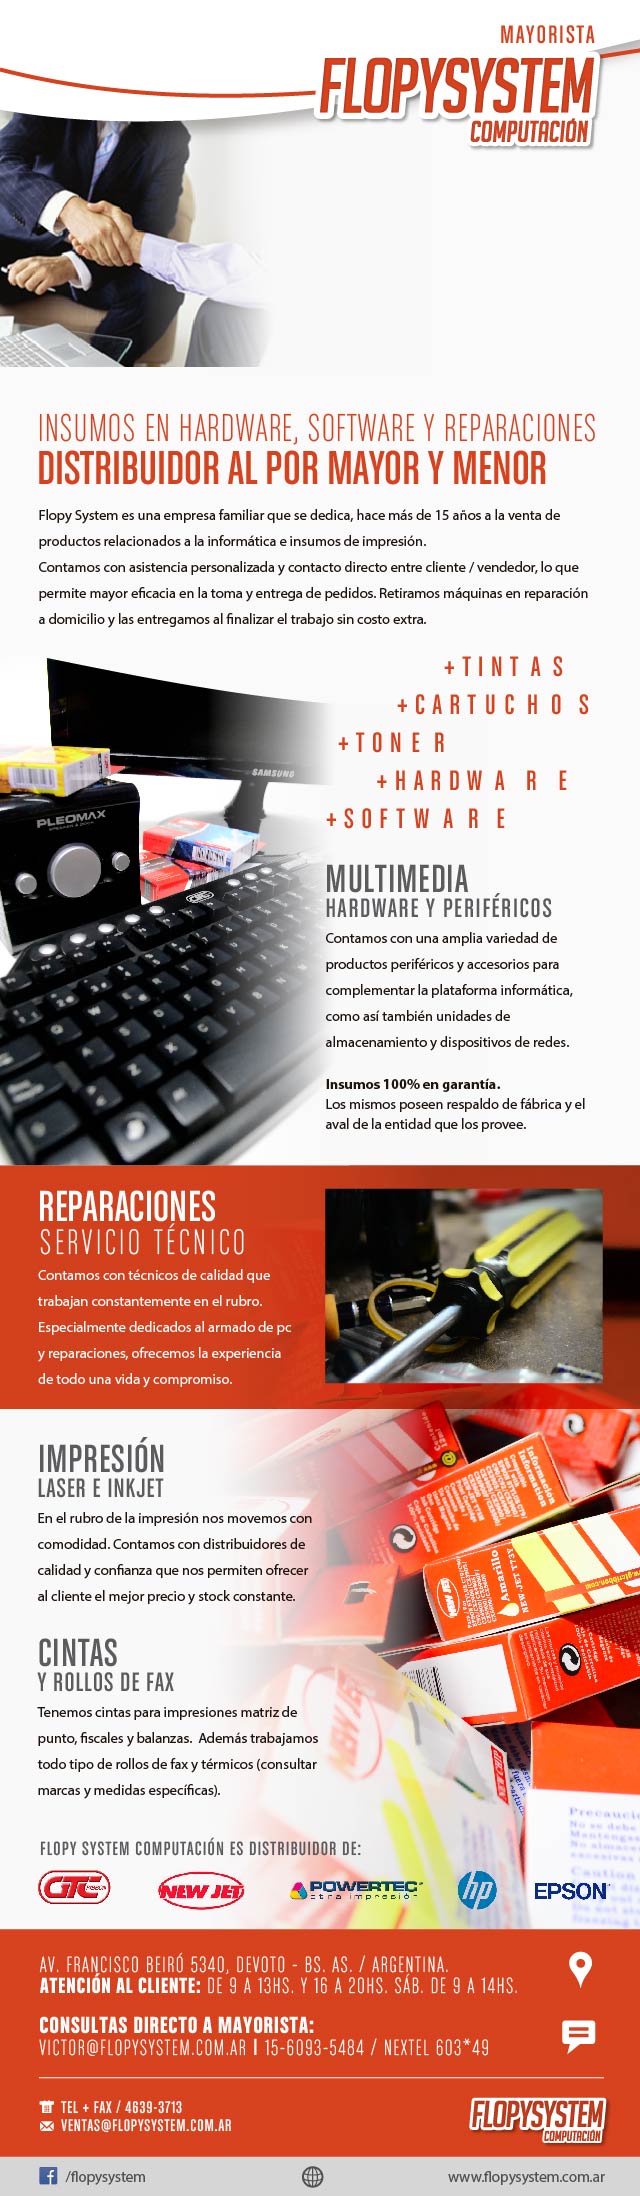 MAYORISTA
FLOPYSYSTEM
COMPUTACIÓN
INSUMOS EN HARDWARE, SOFTWARE Y REPARACIONES
DISTRIBUIDOR AL POR MAYOR Y MENOR
Flopy System es una empresa familiar que se dedica, hace más de 15 años a la venta de
productos relacionados a la informática e insumos de impresión.
Contamos con asistencia personalizada y contacto directo entre cliente / vendedor, lo que
permite mayor eficacia en la toma y entrega de pedidos. Retiramos máquinas en reparación
a domicilio y las entregamos al finalizar el trabajo sin costo extra.
+TINTAS
+CARTUCHOS
+TONER
+HARDWARE
+SOFTWARE
SAMSUNG
PLEOMAX
MULTIMEDIA
HARDWARE Y PERIFÉRICOS
Contamos con una amplia variedad de
productos periféricos y accesorios para
complementar la plataforma informática,
como así también unidades de
almacenamiento y dispositivos de redes.
Insumos 100% en garantía.
Los mismos poseen respaldo de fábrica y el
aval de la entidad que los provee.
REPARACIONES
SERVICIO TÉCNICO
Contamos con técnicos de calidad que
trabajan constantemente en el rubro.
Especialmente dedicados al armado de pc
y reparaciones, ofrecemos la experiencia
de todo una vida y compromiso.
IMPRESIÓN
LASER E INKJET
En el rubro de la impresión nos movemos con
comodidad. Contamos con distribuidores de
calidad y confianza que nos permiten ofrecer
al cliente el mejor precio y stock constante.
Información
Information
Amarillo
NEW JET T73Y
NEW JET
CINTAS
Y ROLLOS DE FAX
Tenemos cintas para impresiones matriz de
punto, fiscales y balanzas. Además trabajamos
todo tipo de rollos de fax y térmicos (consultar
marcas y medidas específicas).
NEW JET
FLOPY SYSTEM COMPUTACIÓN ES DISTRIBUIDOR DE:
GTC
NEW JET
POWERTEC
otra impresión
hp
EPSON
AV. FRANCISCO BEIRÓ 5340, DEVOTO - BS. AS. / ARGENTINA.
ATENCIÓN AL CLIENTE: DE 9 A 13HS. Y 16 A 20HS. SÁB. DE 9 A 14HS.
CONSULTAS DIRECTO A MAYORISTA:
VICTOR@FLOPYSYSTEM.COM.AR | 15-6093-5484 / NEXTEL 603*49
TEL + FAX / 4639-3713
VENTAS@FLOPYSYSTEM.COM.AR
FLOPYSYSTEM
COMPUTACIÓN
/flopysystem
www.flopysystem.com.ar